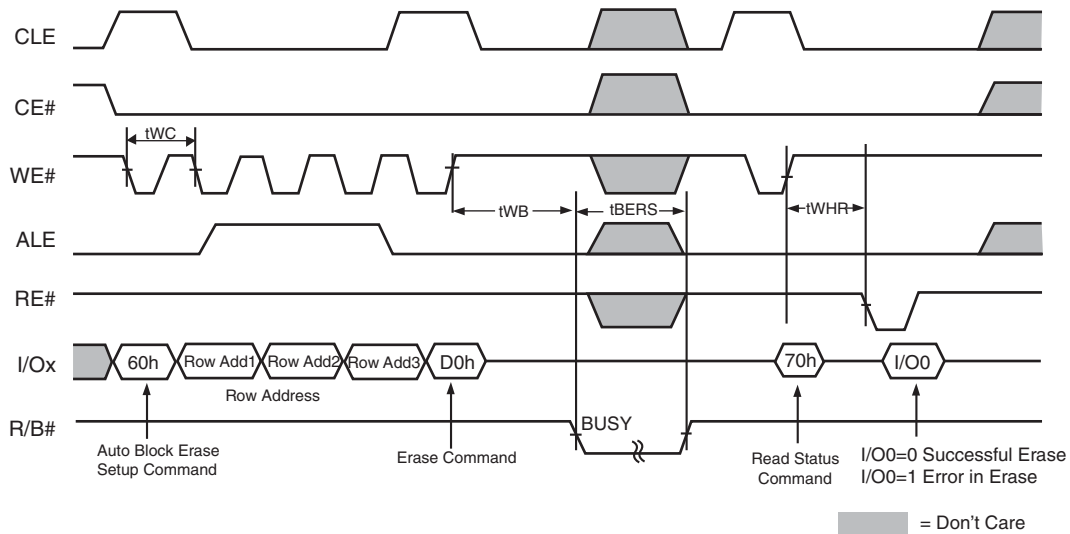 CLE
CE#
tWC
WE#
tWB
tBERS
tWHR
ALE
RE#
I/Ox
60h
Row Add1
Row Add2
Row Add3
D0h
70h
I/O0
Row Address
R/B#
BUSY
Auto Block Erase
Setup Command
Erase Command
Read Status
Command
I/O0=0 Successful Erase
I/O0=1 Error in Erase
= Don't Care